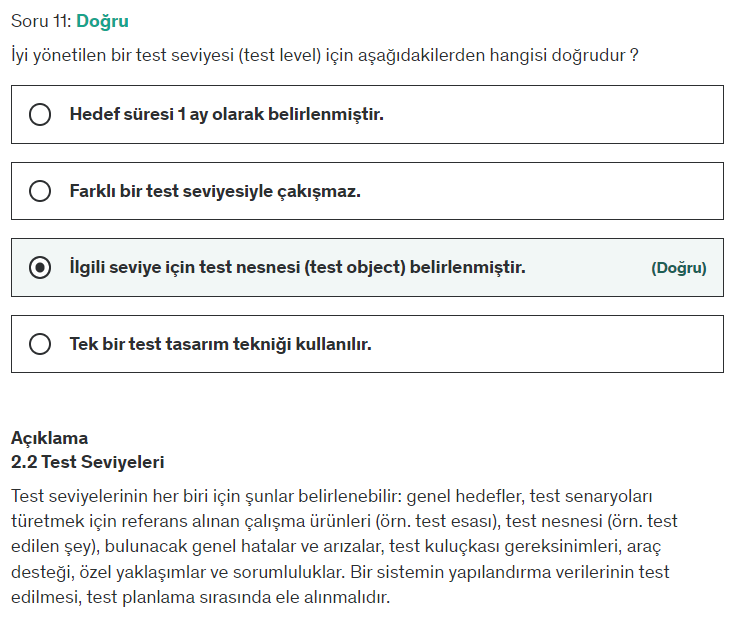 Soru 11: Doğru
İyi yönetilen bir test seviyesi (test level) için aşağıdakilerden hangisi doğrudur ?
Hedef süresi 1 ay olarak belirlenmiştir.
Farklı bir test seviyesiyle çakışmaz.
İlgili seviye için test nesnesi (test object) belirlenmiştir. (Doğru)
Tek bir test tasarım tekniği kullanılır.
Açıklama
2.2 Test Seviyeleri
Test seviyelerinin her biri için şunlar belirlenebilir: genel hedefler, test senaryoları
türetmek için referans alınan çalışma ürünleri (örn. test esası), test nesnesi (örn. test
edilen şey), bulunacak genel hatalar ve arızalar, test kuluçkası gereksinimleri, araç
desteği, özel yaklaşımlar ve sorumluluklar. Bir sistemin yapılandırma verilerinin test
edilmesi, test planlama sırasında ele alınmalıdır.